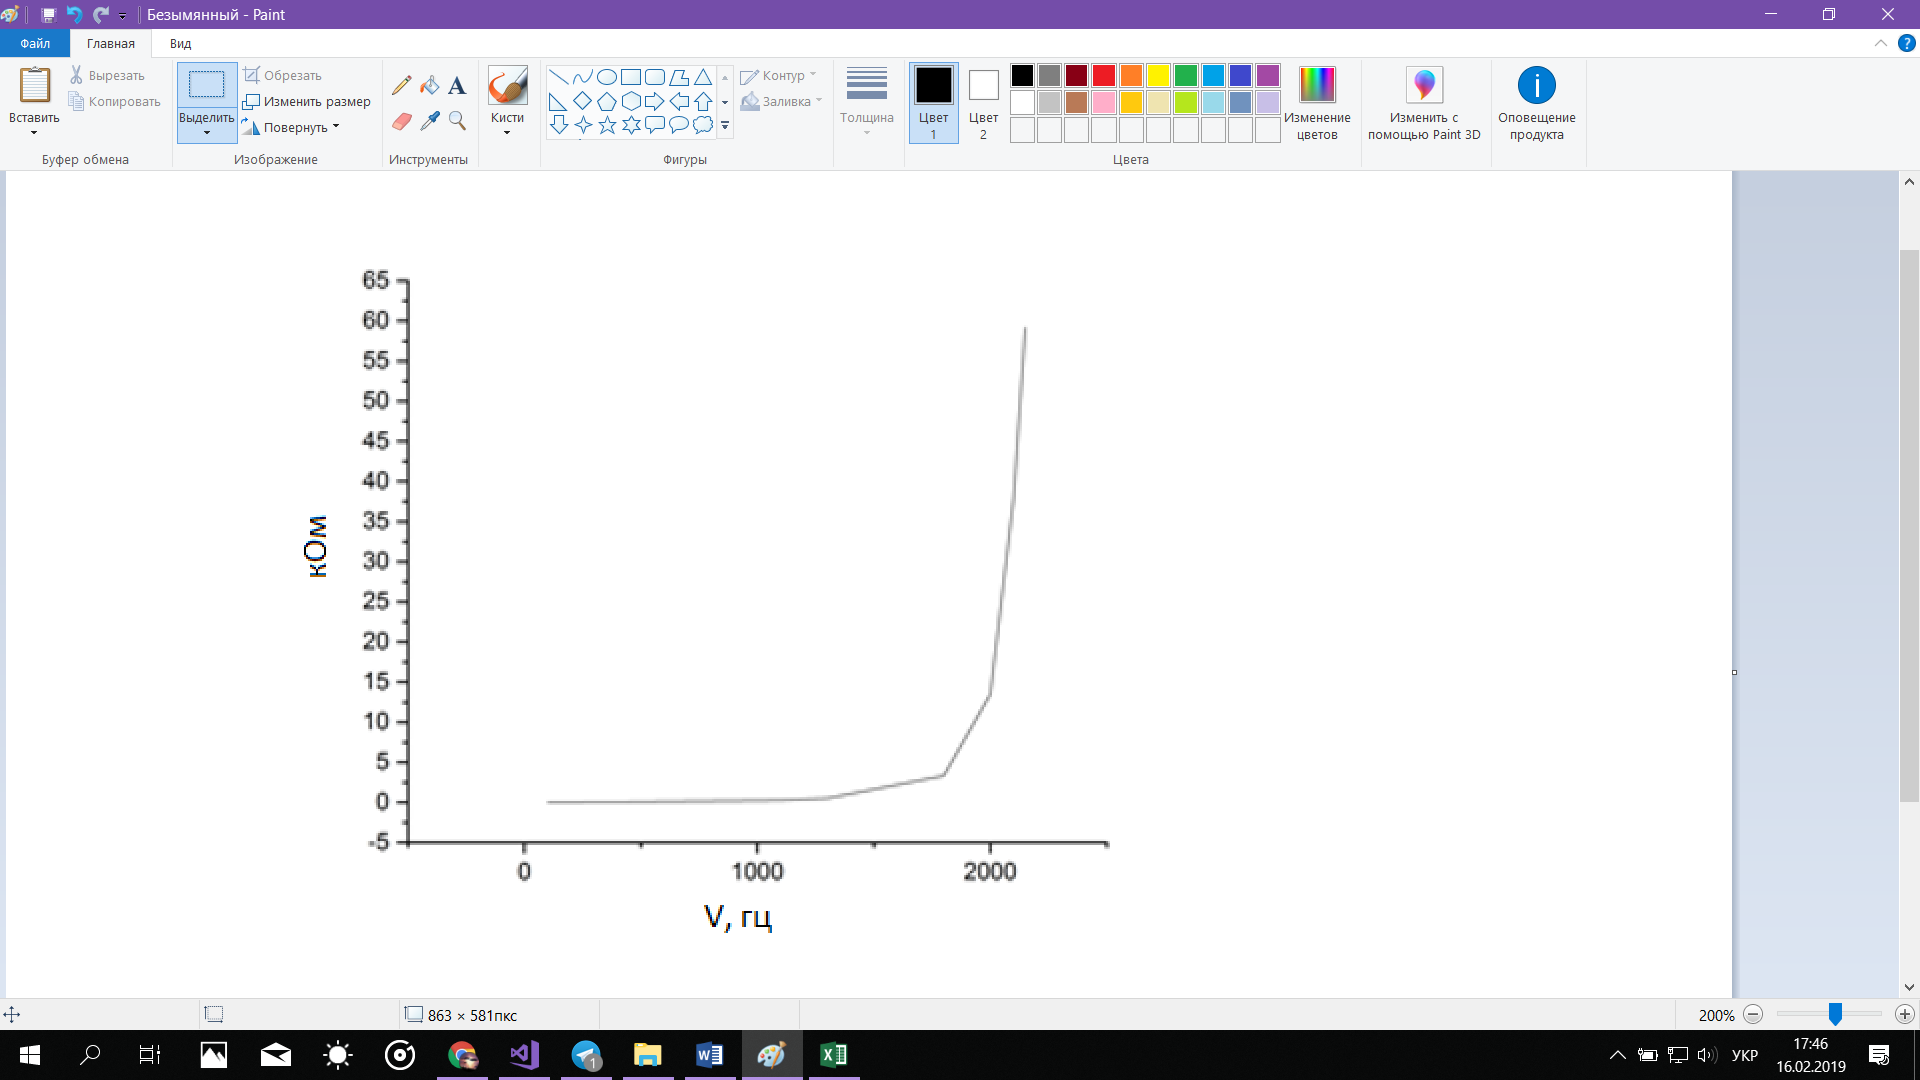 Безымянный - Paint
Файл Главная Вид
Вставить
Вырезать
Копировать
Буфер обмена
Выделить
Обрезать
Изменить размер
Повернуть
Изображение
A
Инструменты
Кисти
Контур
Заливка
Фигуры
Толщина
Цвет 1
Цвет 2
Изменение цветов
Цвета
Изменить с помощью Paint 3D
Оповещение продукта
65
60
55
50
45
40
35
30
25
20
15
10
5
0
-5
кОм
0 1000 2000
V, гц
863 × 581пкс
200%
1
УКР
17:46
16.02.2019